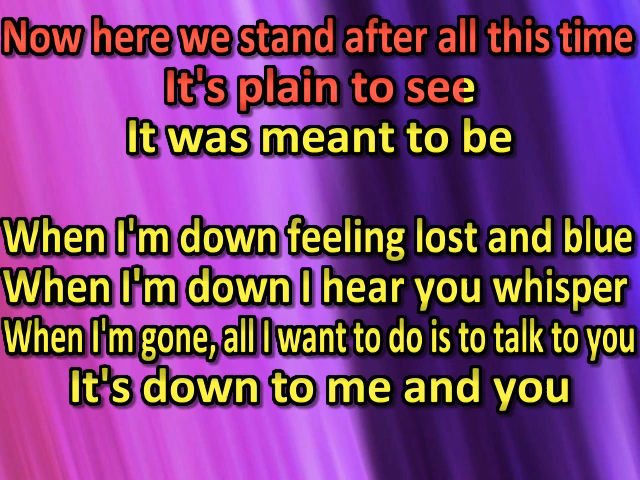 Now here we stand after all this time
It's plain to see
It was meant to be
When I'm down feeling lost and blue
When I'm down I hear you whisper
When I'm gone, all I want to do is to talk to you
It's down to me and you